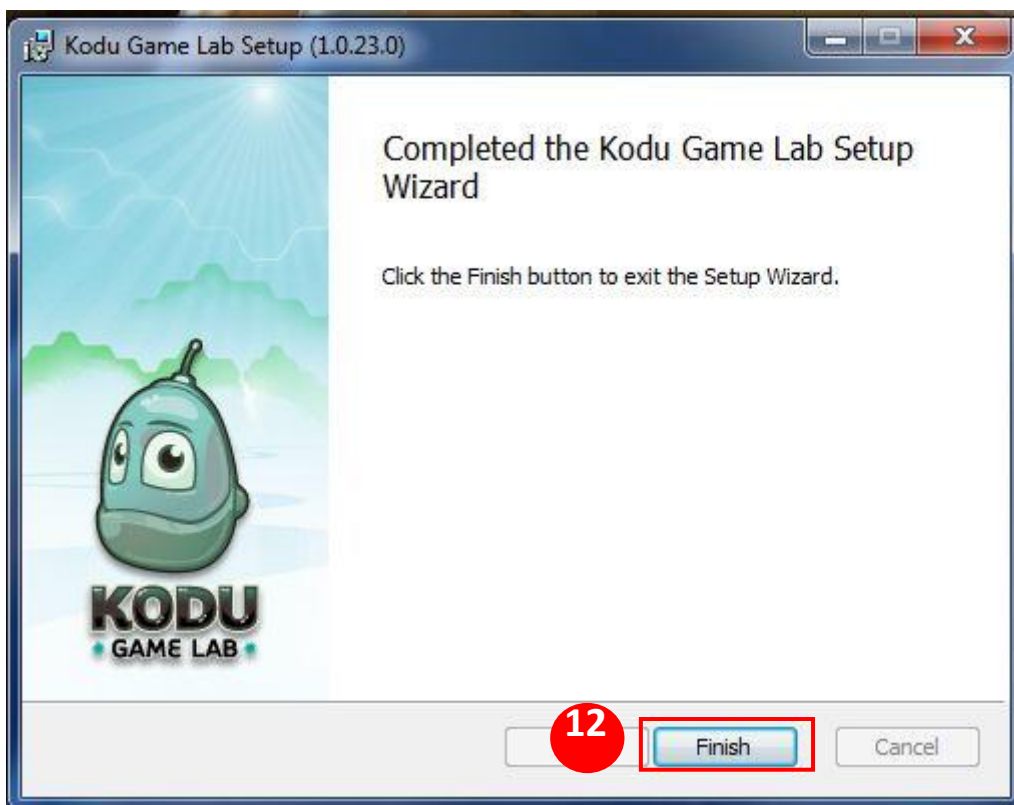 Kodu Game Lab Setup (1.0.23.0)
Completed the Kodu Game Lab Setup
Wizard
Click the Finish button to exit the Setup Wizard.
KODU
GAME LAB
12
Finish
Cancel